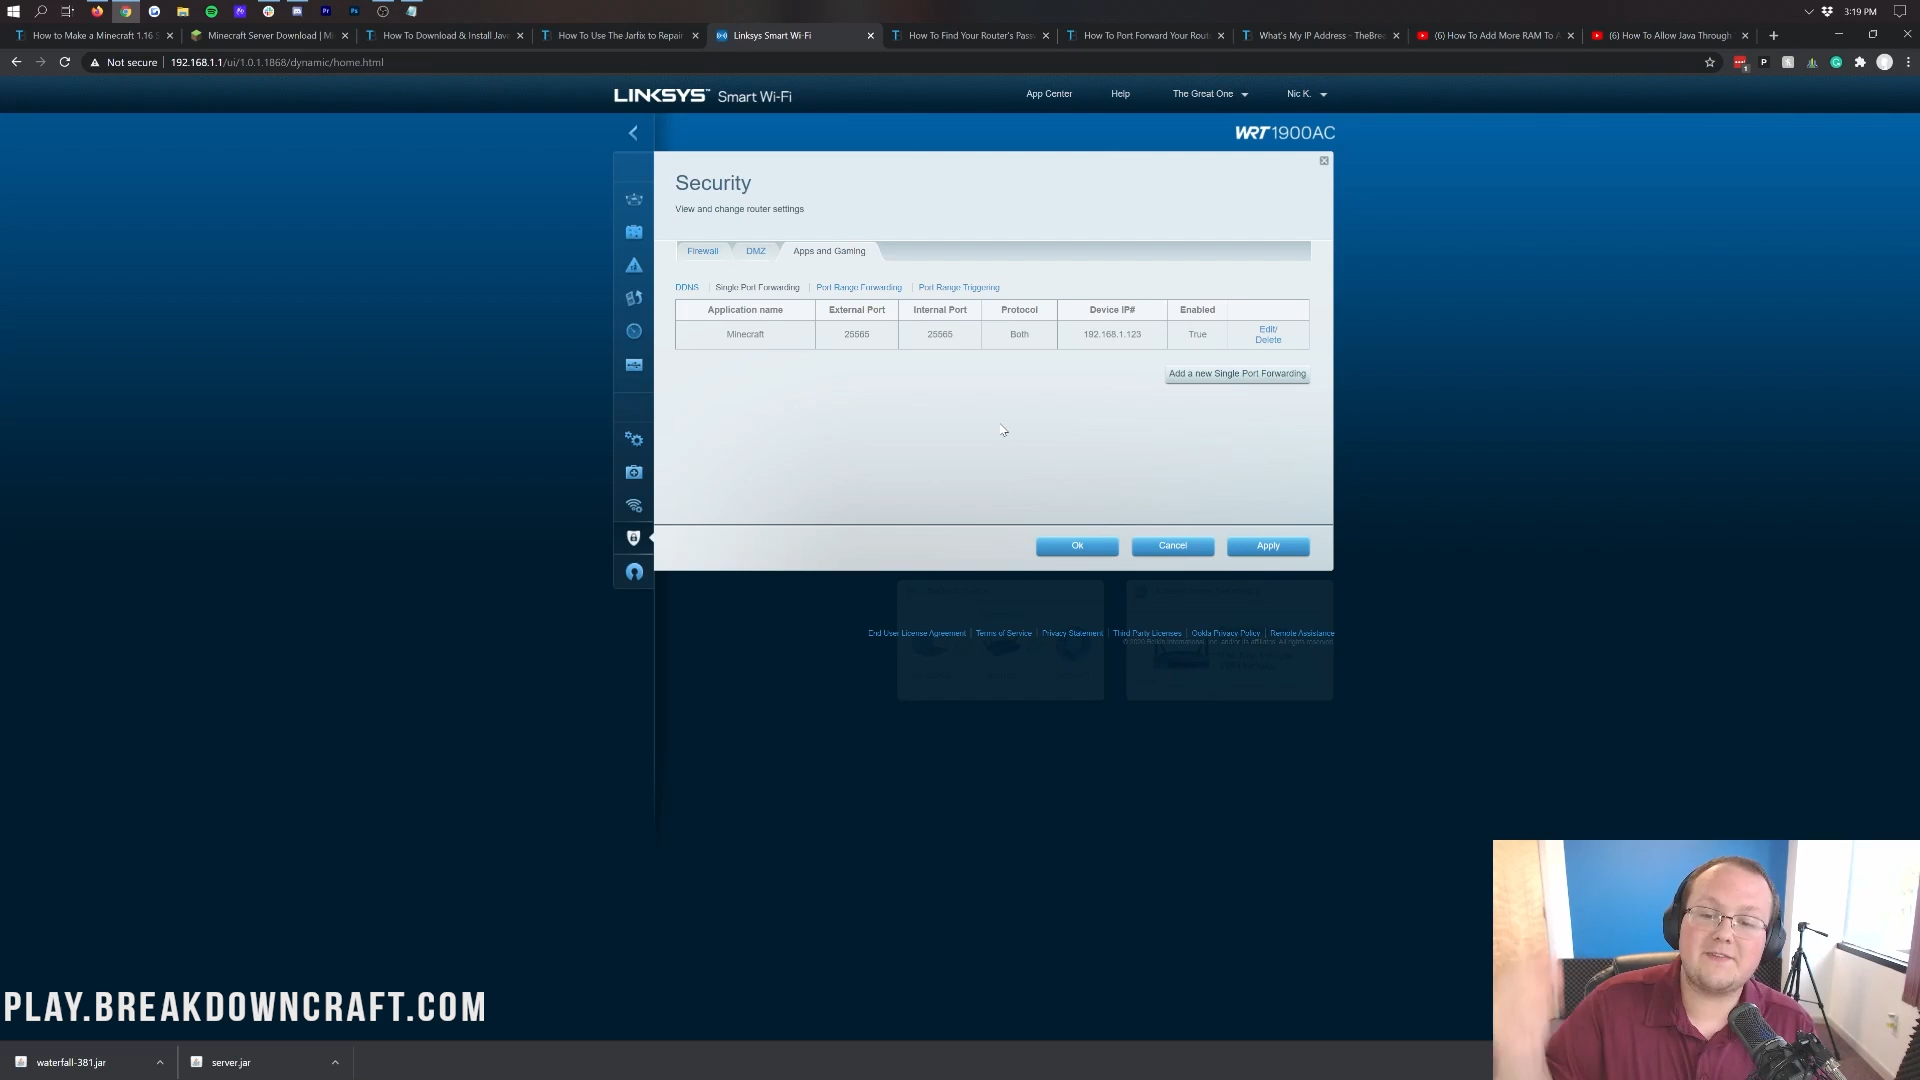 3:19 PM
How to Make a Minecraft 1.16 S
Minecraft Server Download | Mi
How To Download & Install Jav
How To Use The Jarfix to Repair
Linksys Smart Wi-Fi
How To Find Your Router's Pass
How To Port Forward Your Rout
What's My IP Address - TheBrea
(6) How To Add More RAM To A
(6) How To Allow Java Through
Not secure | 192.168.1.1/ui/1.0.1.1868/dynamic/home.html
LINKSYS Smart Wi-Fi
App Center
Help
The Great One
Nic K.
WRT 1900AC
Security
View and change router settings
Firewall
DMZ
Apps and Gaming
DDNS | Single Port Forwarding | Port Range Forwarding | Port Range Triggering
Application name External Port Internal Port Protocol Device IP# Enabled
Minecraft 25565 25565 Both 192.168.1.123 True Edit/
Delete
Add a new Single Port Forwarding
Ok
Cancel
Apply
End User License Agreement | Terms of Service | Privacy Statement | Third Party Licenses | Ookla Privacy Policy | Remote Assistance
PLAY.BREAKDOWNCRAFT.COM
waterfall-381.jar
server.jar